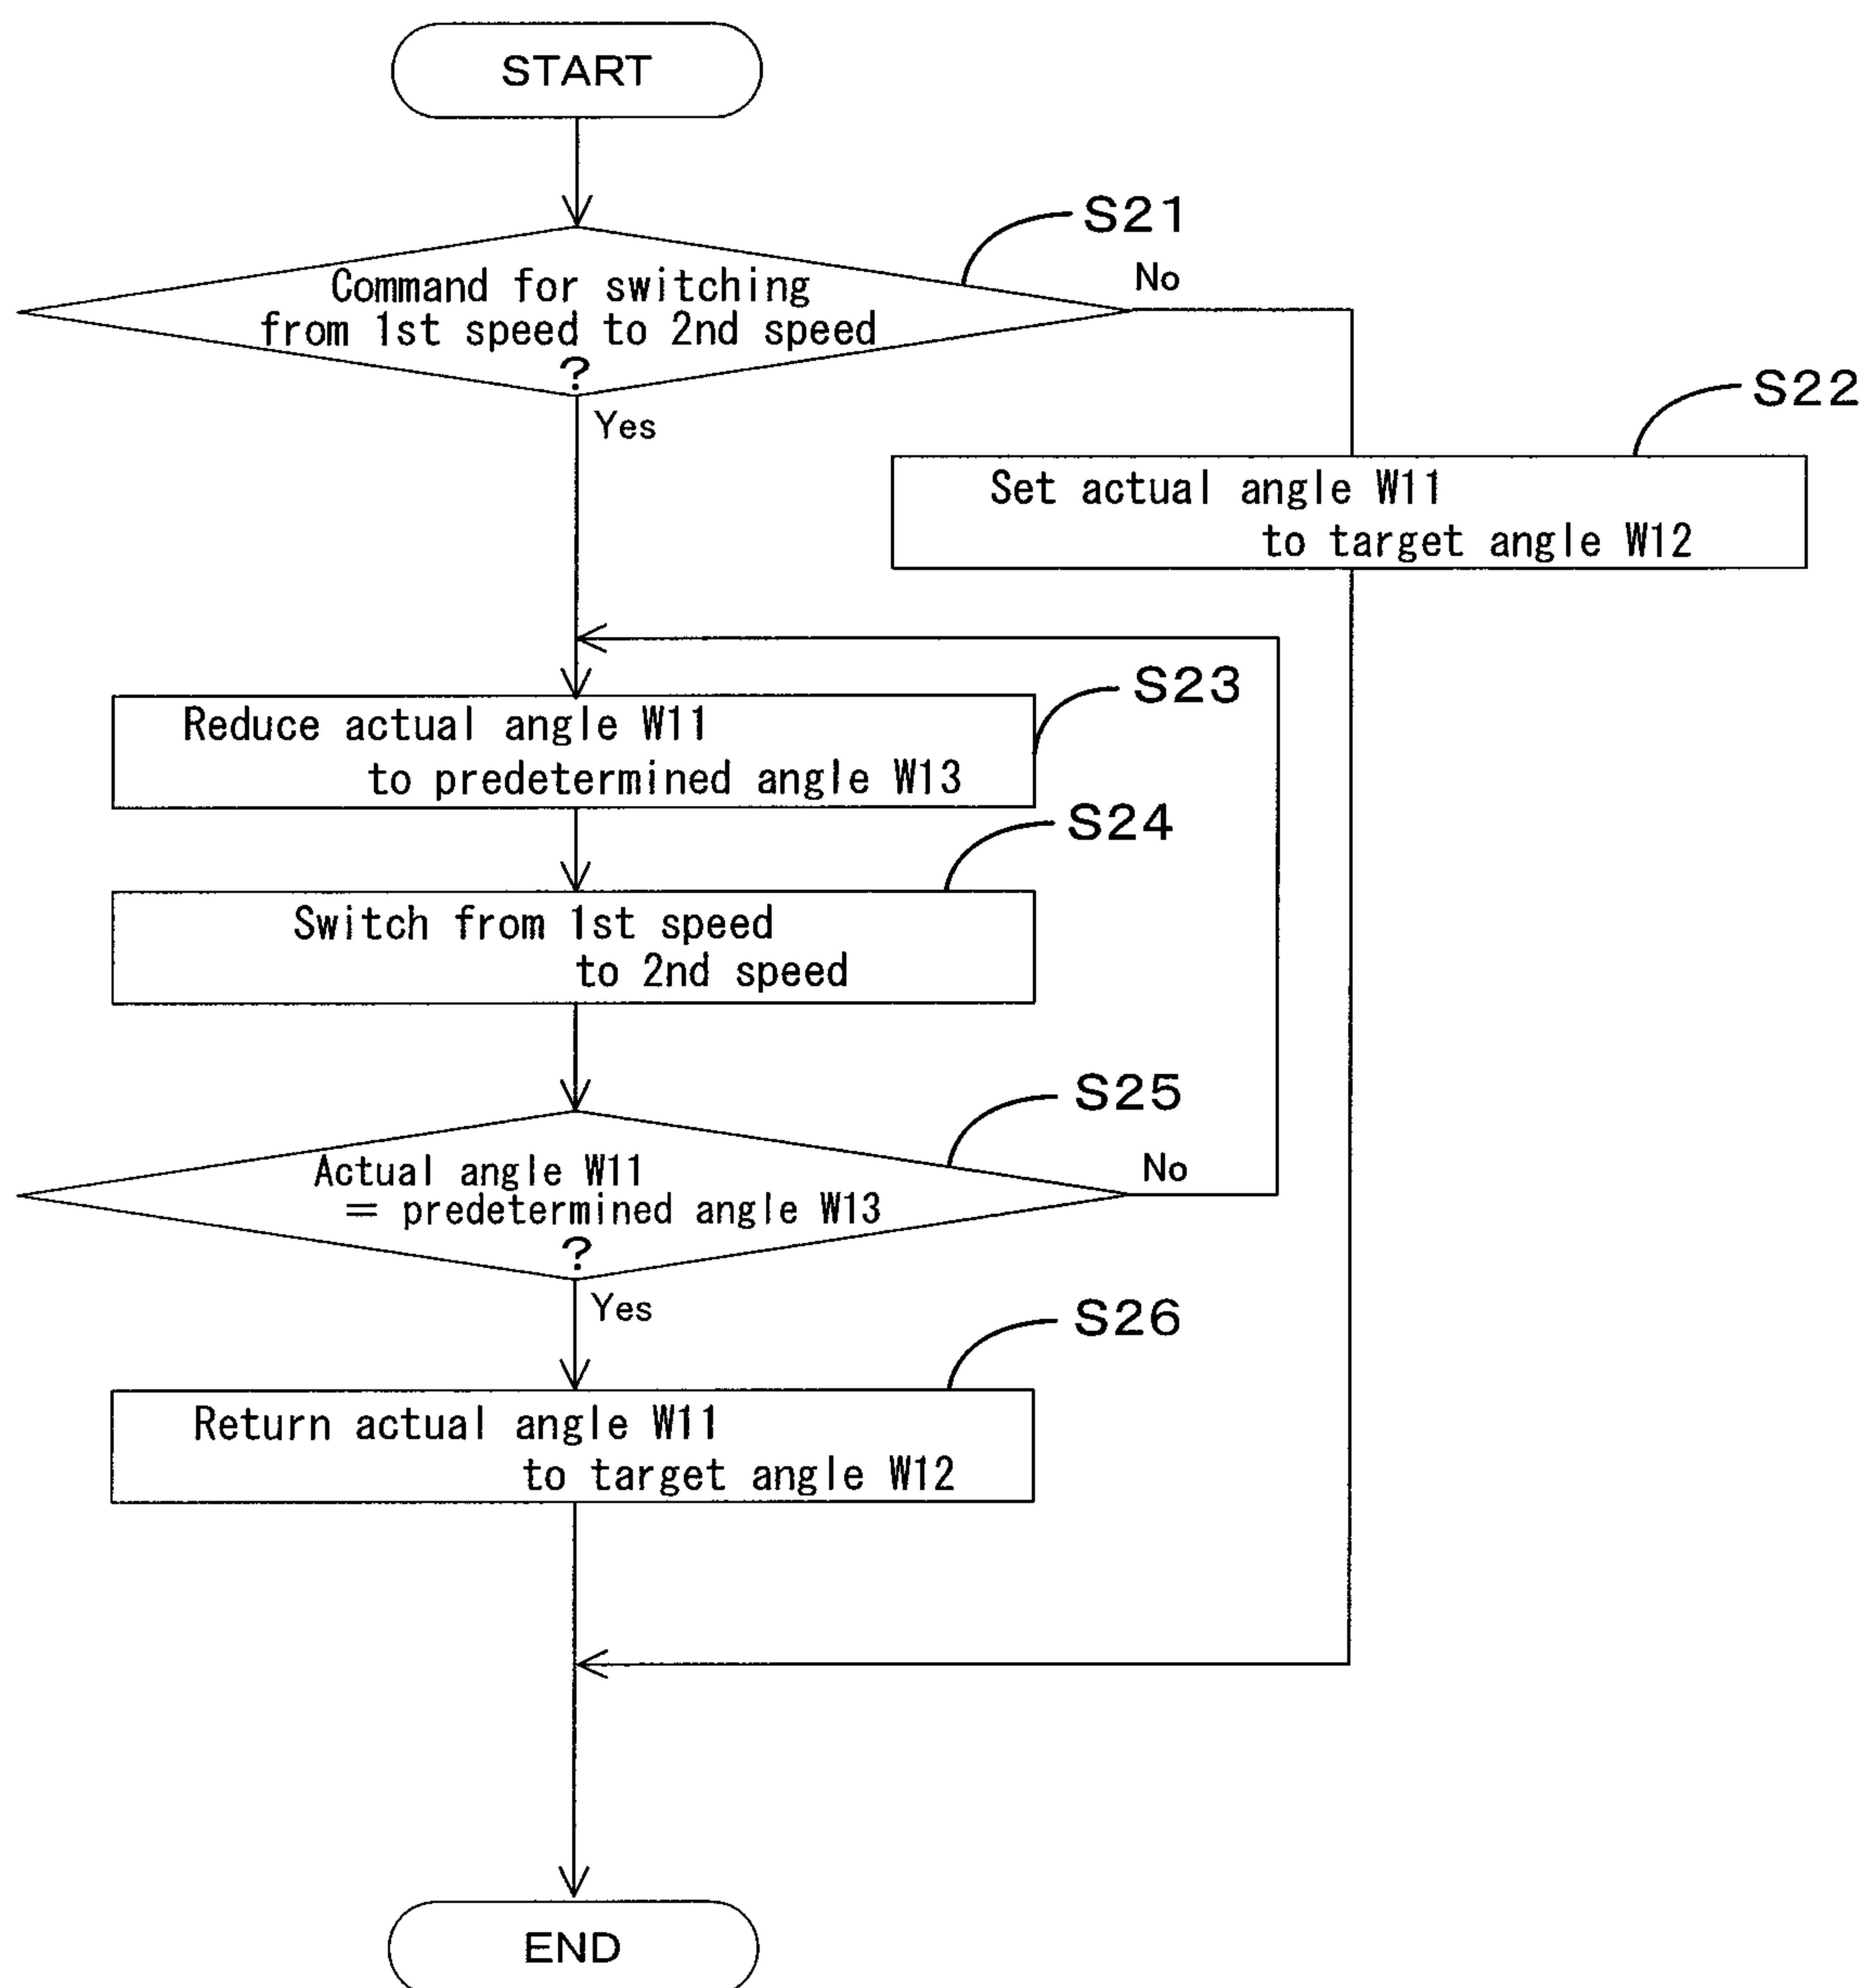 START
S21
Command for switching
from 1st speed to 2nd speed
?
No
Yes
S22
Set actual angle W11
to target angle W12
S23
Reduce actual angle W11
to predetermined angle W13
S24
Switch from 1st speed
to 2nd speed
S25
Actual angle W11
= predetermined angle W13
?
No
Yes
S26
Return actual angle W11
to target angle W12
END